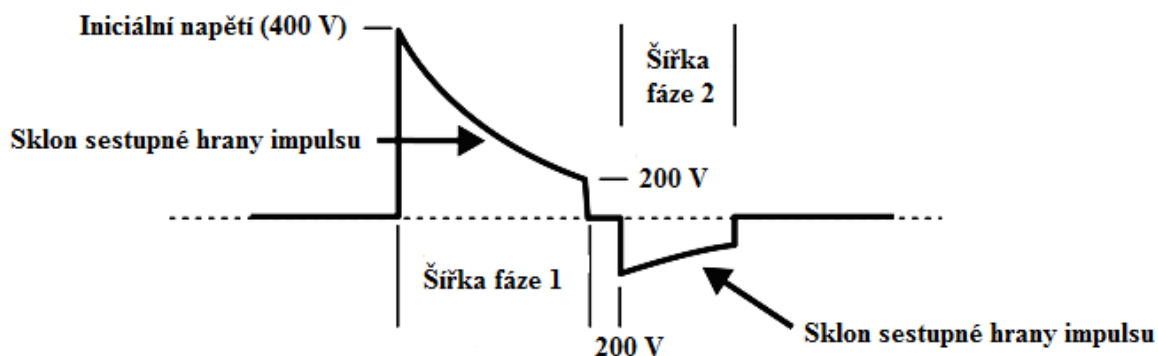 Iniciální napětí (400 V)
Šířka
fáze 2
Sklon sestupné hrany impulsu
200 V
Šířka fáze 1
Sklon sestupné hrany impulsu
200 V